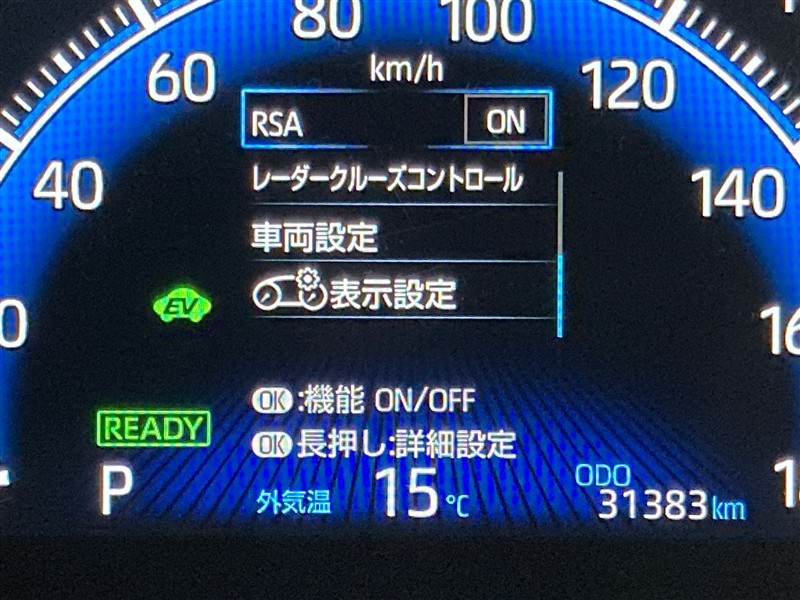 80
100
60
km/h
120
RSA ON
40
レーダークルーズコントロール
140
車両設定
EV
表示設定
OK:機能 ON/OFF
READY
OK長押し:詳細設定
P
外気温 15℃
ODO
31383km